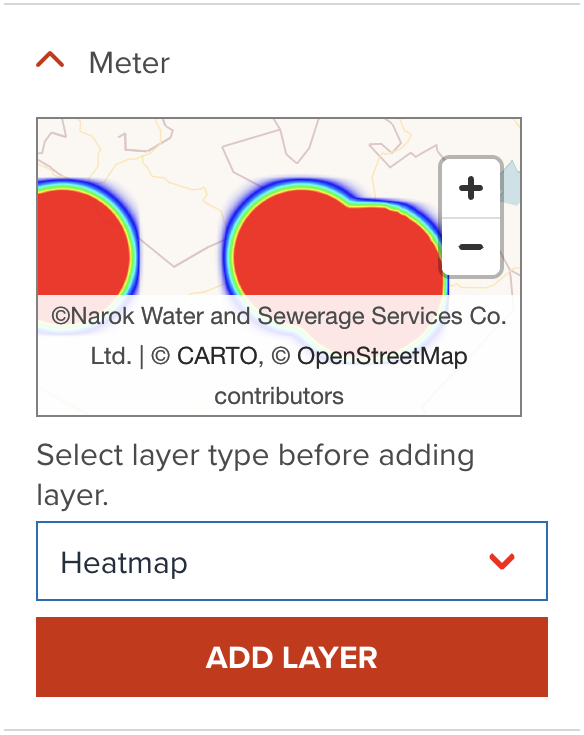 Meter
+
−
©Narok Water and Sewerage Services Co.
Ltd. | © CARTO, © OpenStreetMap
contributors
Select layer type before adding
layer.
Heatmap
ADD LAYER